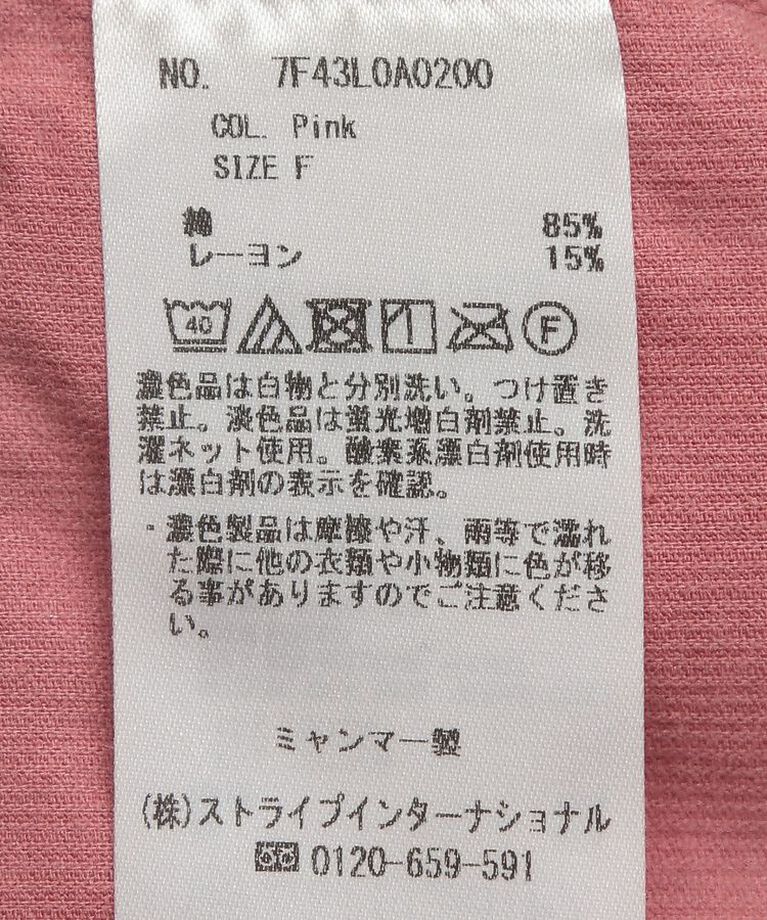 NO. 7F43L0A0200
COL. Pink
SIZE F
綿 85%
レーヨン 15%
40
F
濃色品は白物と分別洗い。つけ置き
禁止。淡色品は蛍光増白剤禁止。洗
濯ネット使用。酸素系漂白剤使用時
は漂白剤の表示を確認。
・濃色製品は摩擦や汗、雨等で濡れ
た際に他の衣類や小物類に色が移
る事がありますのでご注意くださ
い。
ミャンマー製
(株)ストライプインターナショナル
0120-659-591